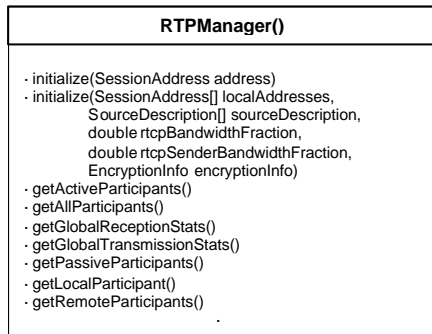 RTPManager()
· initialize(SessionAddress address)
· initialize(SessionAddress[] localAddresses,
SourceDescription[] sourceDescription,
double rtcpBandwidthFraction,
double rtcpSenderBandwidthFraction,
EncryptionInfo encryptionInfo)
· getActiveParticipants()
· getAllParticipants()
· getGlobalReceptionStats()
· getGlobalTransmissionStats()
· getPassiveParticipants()
· getLocalParticipant()
· getRemoteParticipants()
.